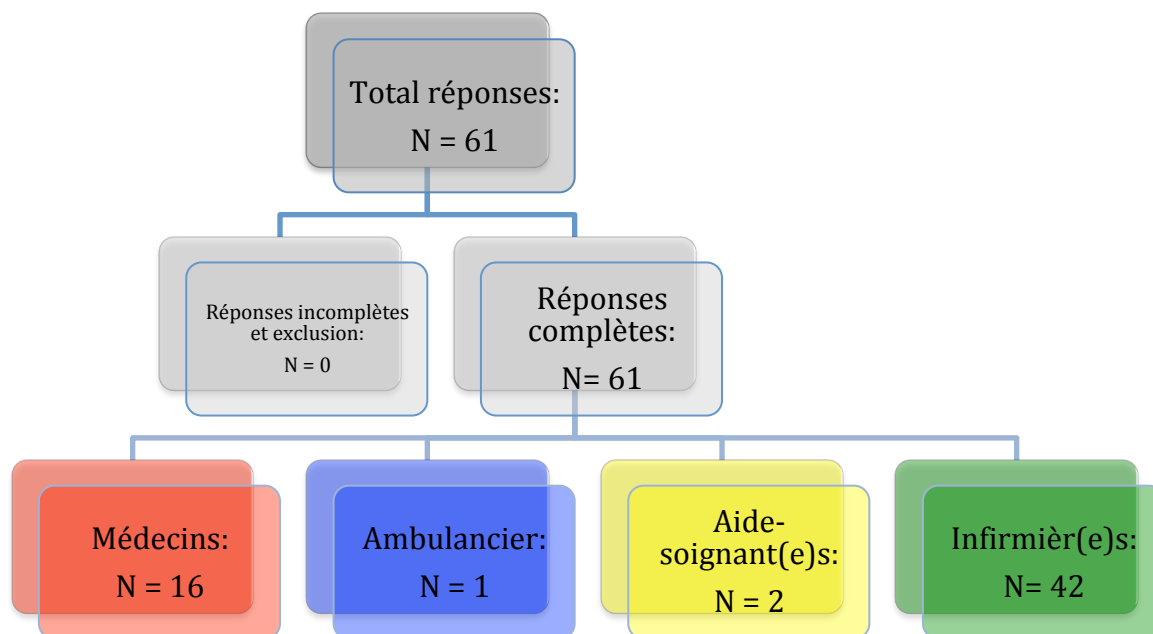 Total réponses:
N = 61
Réponses incomplètes
et exclusion:
N = 0
Réponses
complètes:
N= 61
Médecins:
N = 16
Ambulancier:
N = 1
Aide-
soignant(e)s:
N = 2
Infirmièr(e)s:
N= 42